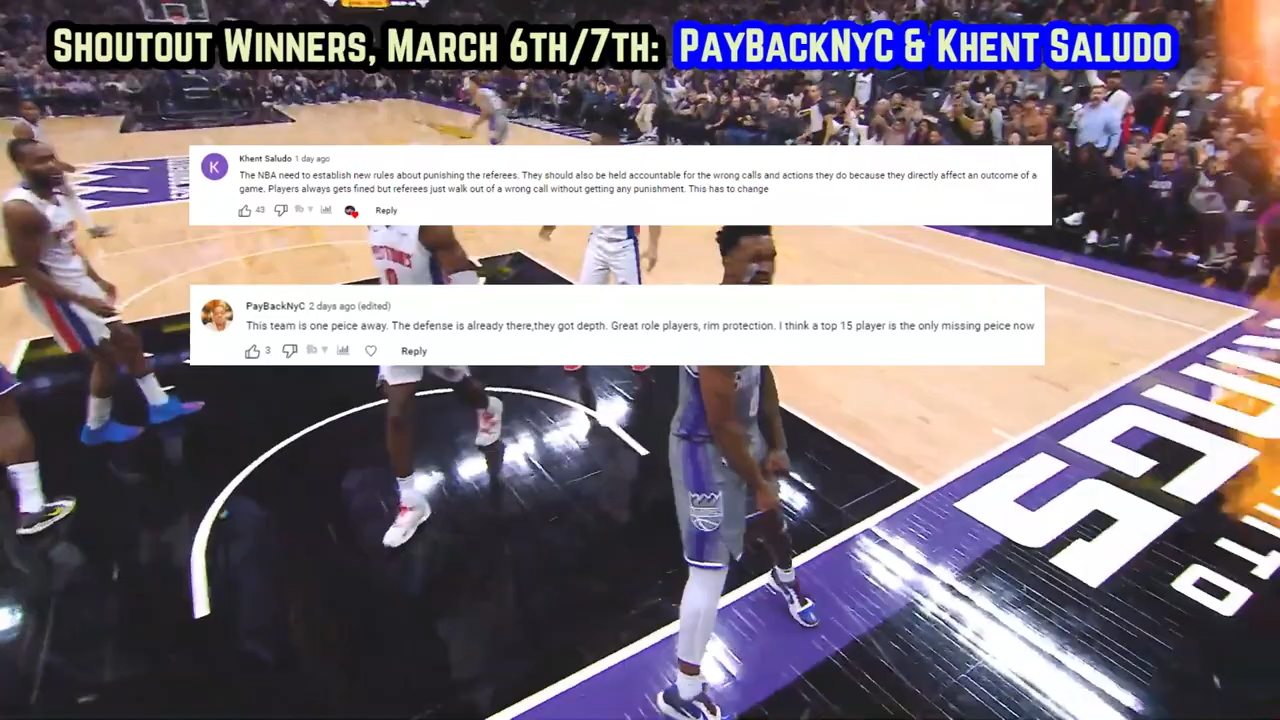 Shoutout Winners, March 6th/7th: PayBackNyC & Khent Saludo
K
Khent Saludo 1 day ago
The NBA need to establish new rules about punishing the referees. They should also be held accountable for the wrong calls and actions they do because they directly affect an outcome of a
game. Players always gets fined but referees just walk out of a wrong call without getting any punishment. This has to change
43 Reply
PISTONS
PayBackNyC 2 days ago (edited)
This team is one peice away. The defense is already there,they got depth. Great role players, rim protection. I think a top 15 player is the only missing peice now
3 Reply
KINGS
TO